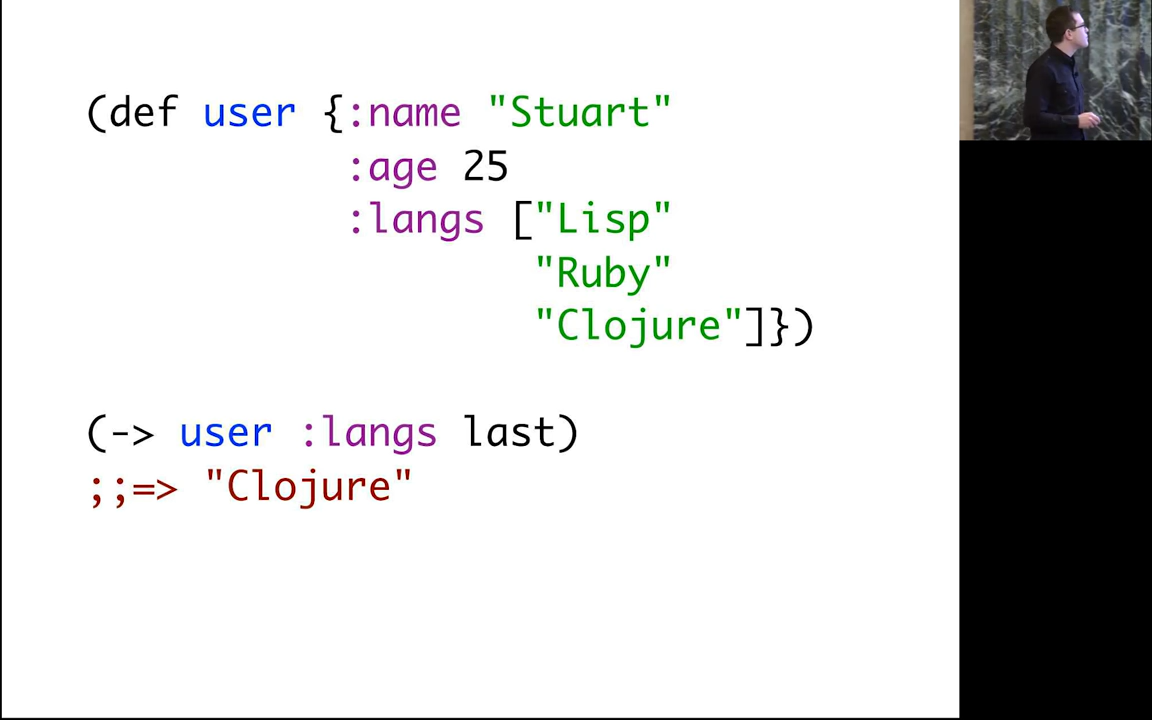 (def user {:name "Stuart"
:age 25
:langs ["Lisp"
"Ruby"
"Clojure"]})
(-> user :langs last)
;;=> "Clojure"